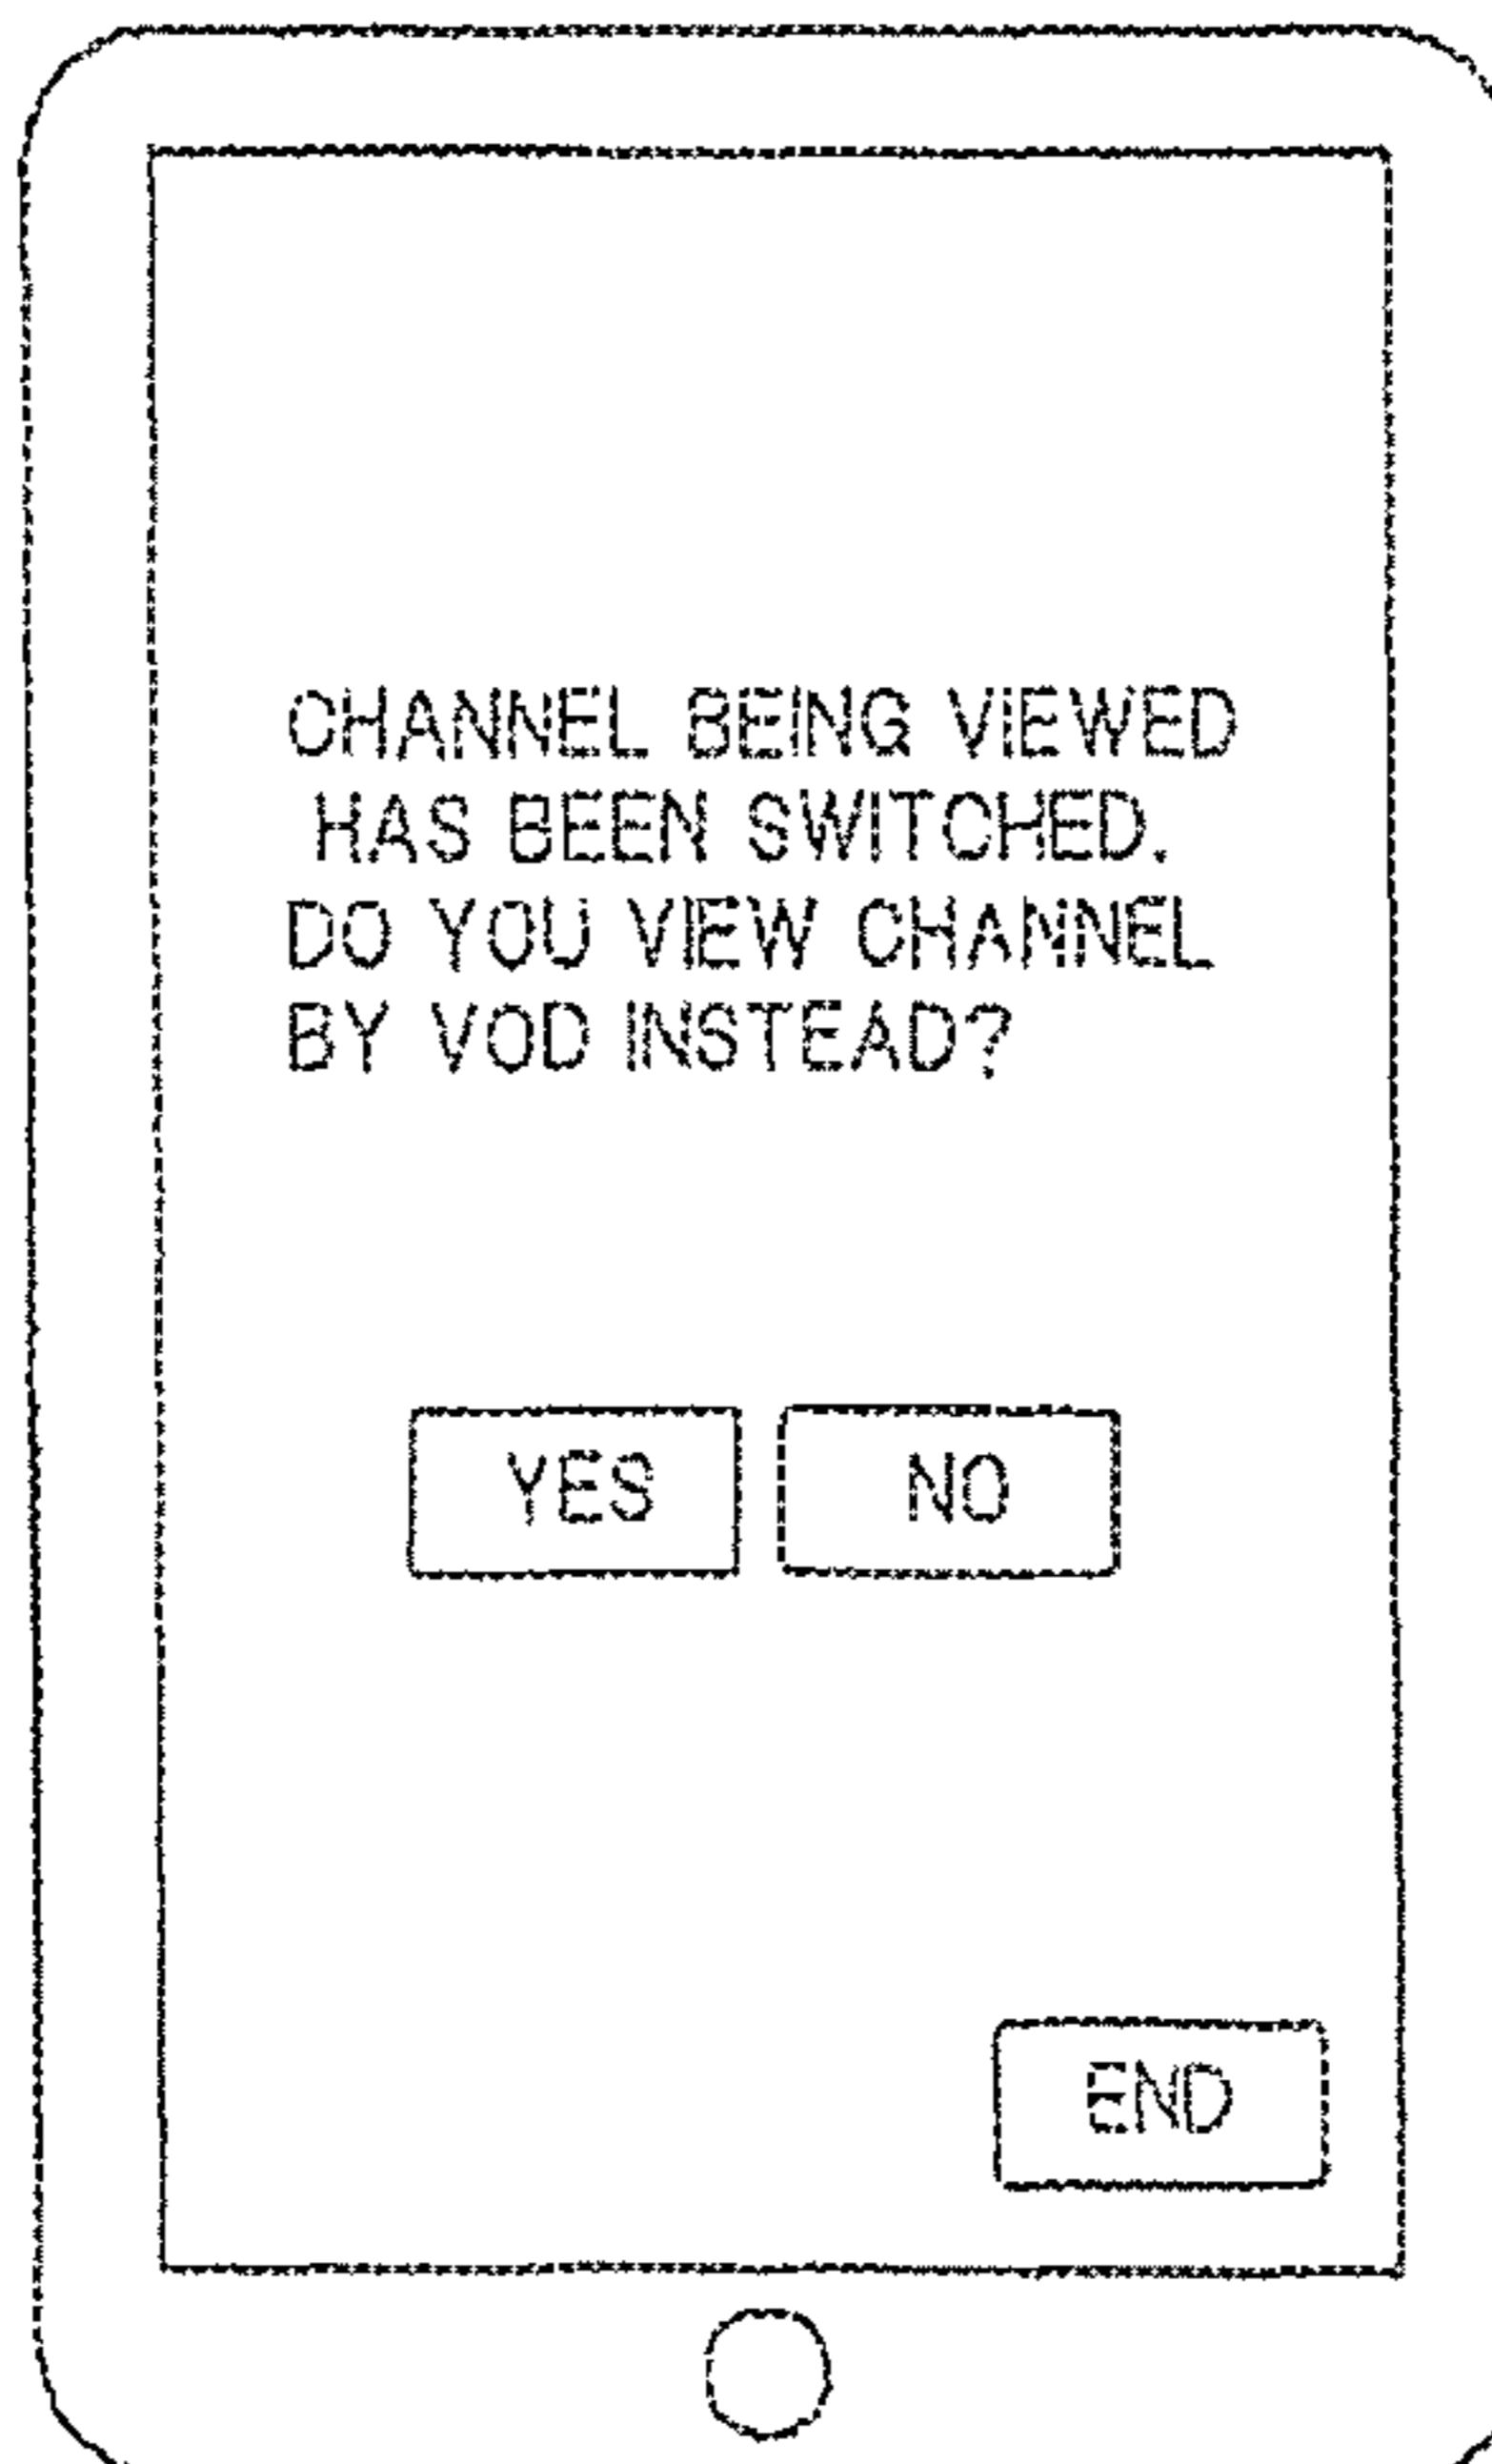 CHANNEL BEING VIEWED
HAS BEEN SWITCHED.
DO YOU VIEW CHANNEL
BY VOD INSTEAD?
YES NO
END